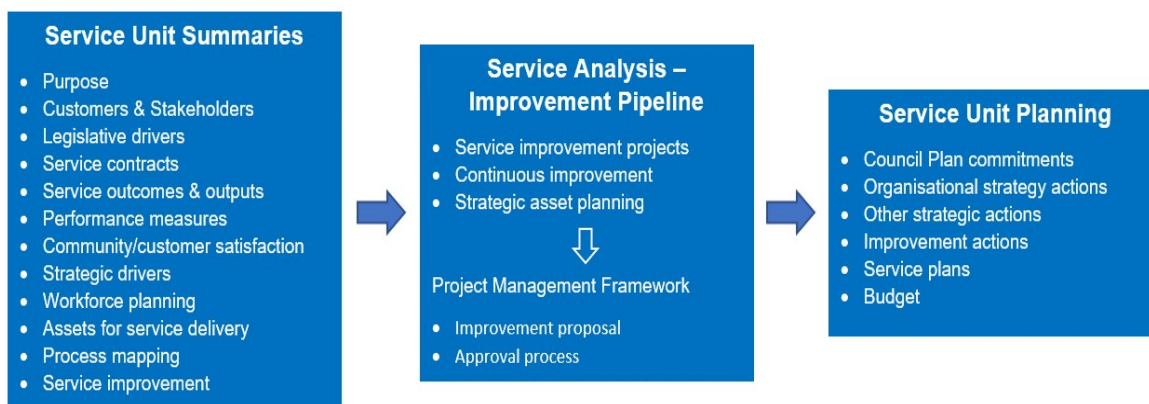 Service Unit Summaries
• Purpose
• Customers & Stakeholders
• Legislative drivers
• Service contracts
• Service outcomes & outputs
• Performance measures
• Community/customer satisfaction
• Strategic drivers
• Workforce planning
• Assets for service delivery
• Process mapping
• Service improvement
Service Analysis –
Improvement Pipeline
• Service improvement projects
• Continuous improvement
• Strategic asset planning
Project Management Framework
• Improvement proposal
• Approval process
Service Unit Planning
• Council Plan commitments
• Organisational strategy actions
• Other strategic actions
• Improvement actions
• Service plans
• Budget